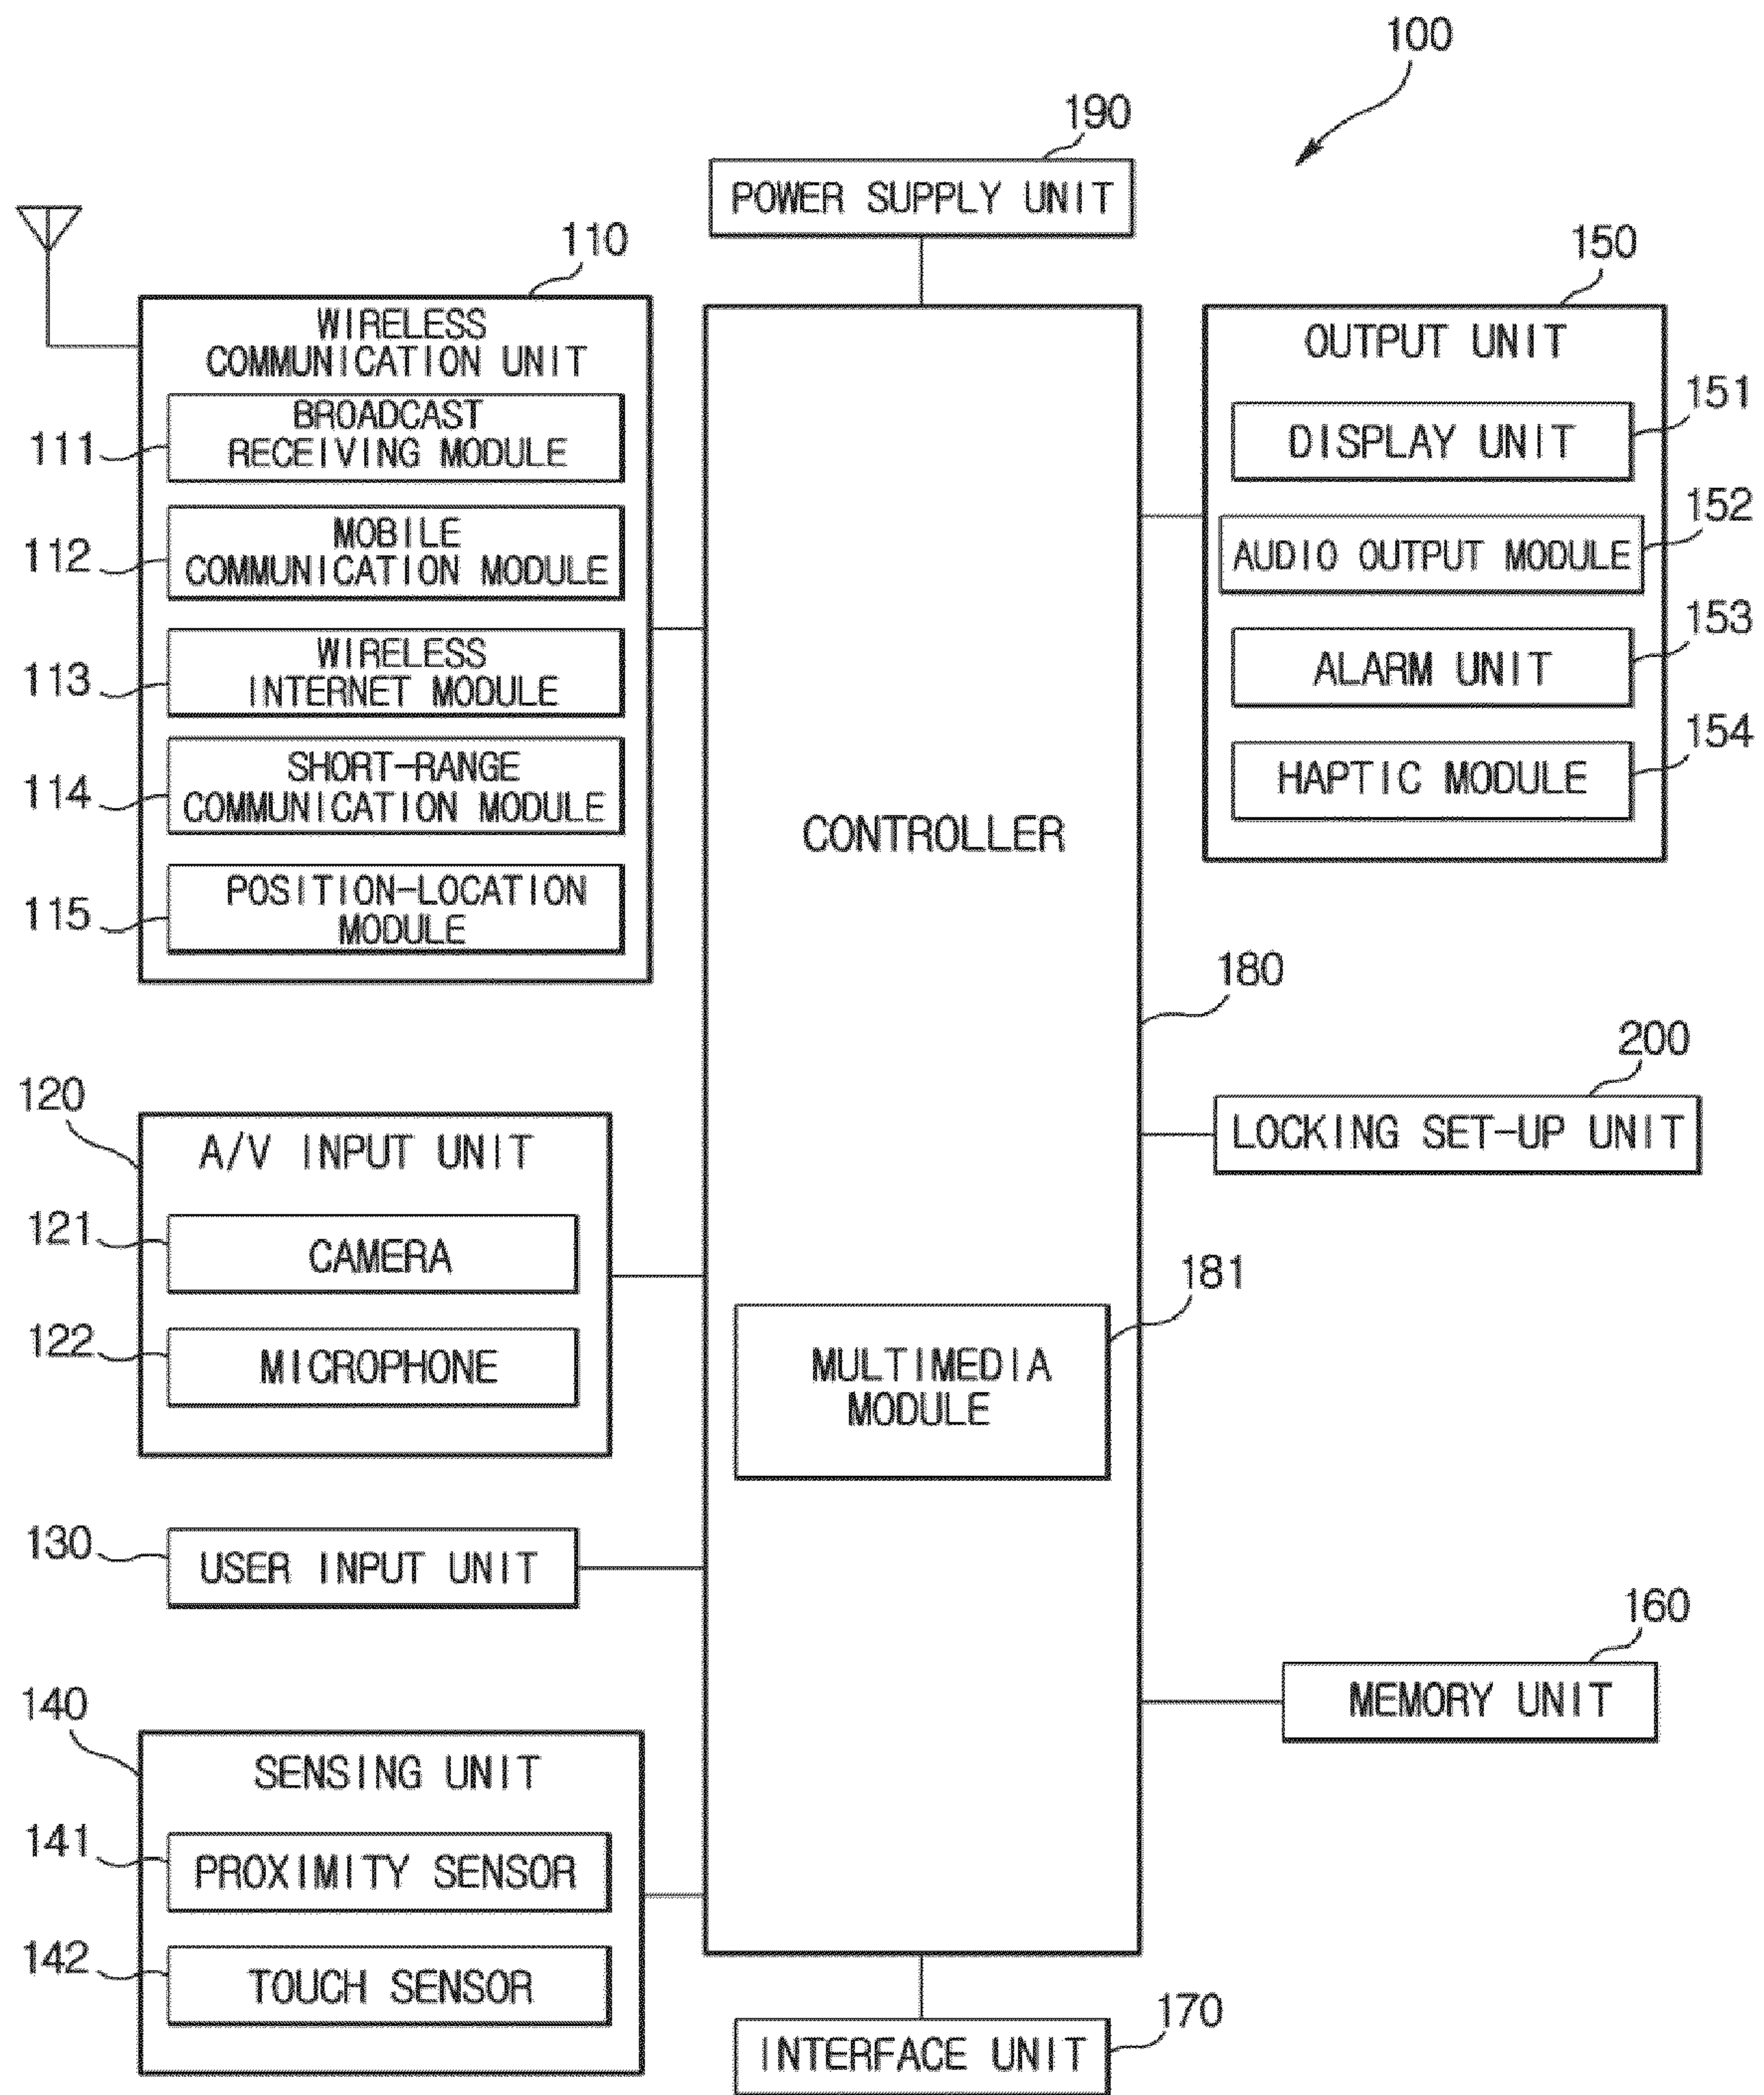 100
190
POWER SUPPLY UNIT
110
WIRELESS
COMMUNICATION UNIT
111
BROADCAST
RECEIVING MODULE
112
MOBILE
COMMUNICATION MODULE
113
WIRELESS
INTERNET MODULE
114
SHORT-RANGE
COMMUNICATION MODULE
115
POSITION-LOCATION
MODULE
120
A/V INPUT UNIT
121
CAMERA
122
MICROPHONE
130
USER INPUT UNIT
140
SENSING UNIT
141
PROXIMITY SENSOR
142
TOUCH SENSOR
CONTROLLER
180
181
MULTIMEDIA
MODULE
150
OUTPUT UNIT
151
DISPLAY UNIT
152
AUDIO OUTPUT MODULE
153
ALARM UNIT
154
HAPTIC MODULE
200
LOCKING SET-UP UNIT
160
MEMORY UNIT
170
INTERFACE UNIT